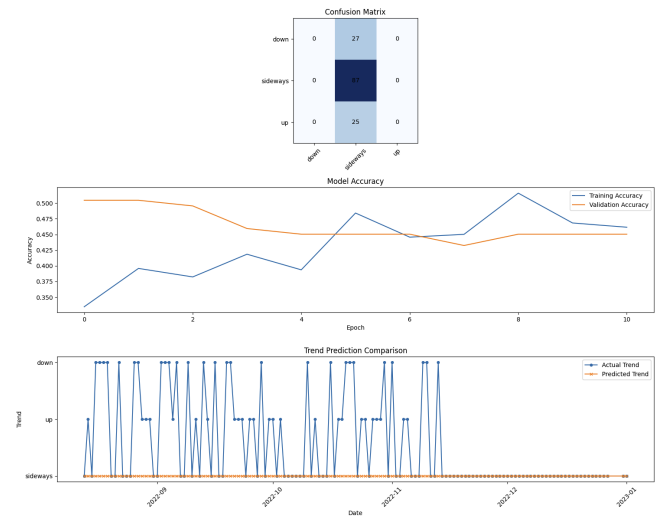 Confusion Matrix
down
0
27
0
sideways
0
87
0
up
0
25
0
down
sideways
up
Model Accuracy
0.500
0.475
0.450
0.425
0.400
0.375
0.350
Accuracy
Training Accuracy
Validation Accuracy
0
2
4
6
8
10
Epoch
Trend Prediction Comparison
down
up
sideways
Trend
Actual Trend
Predicted Trend
2022-09
2022-10
2022-11
2022-12
2023-01
Date